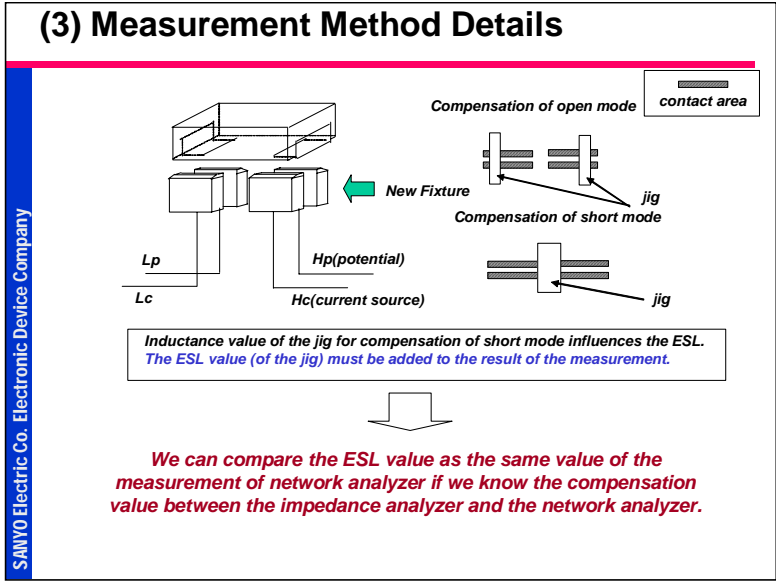 (3) Measurement Method Details
contact area
Compensation of open mode
jig
New Fixture
Compensation of short mode
Lp
Hp(potential)
Lc
Hc(current source)
jig
Inductance value of the jig for compensation of short mode influences the ESL.
The ESL value (of the jig) must be added to the result of the measurement.
We can compare the ESL value as the same value of the
measurement of network analyzer if we know the compensation
value between the impedance analyzer and the network analyzer.
SANYO Electric Co. Electronic Device Company